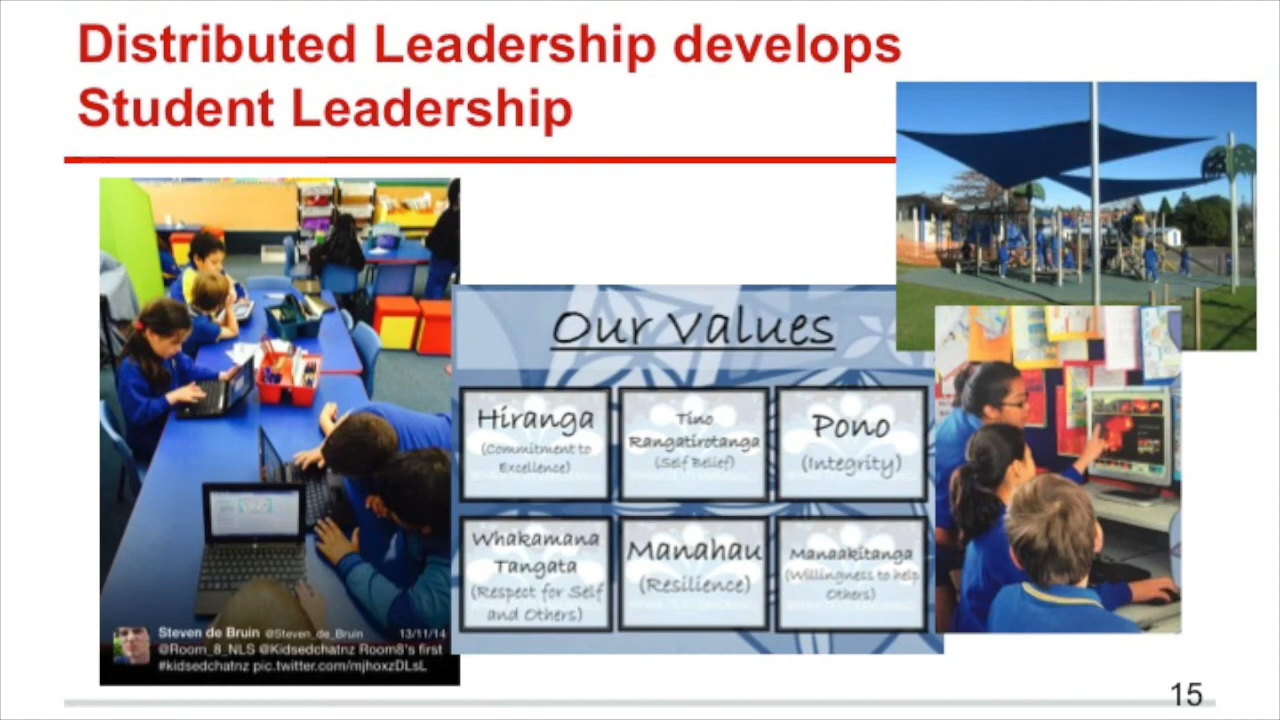 Distributed Leadership develops
Student Leadership
Our Values
Hiranga
(Commitment to
Excellence)
Tino
Rangatirotanga
(Self Belief)
Pono
(Integrity)
Whakamana
Tangata
(Respect for Self
and Others)
Manahau
(Resilience)
Manaakitanga
(Willingness to help
Others)
Steven de Bruin @Steven_de_Bruin 13/11/14
@Room_8_NLS @Kidsedchatnz Room8's first
#kidsedchatnz pic.twitter.com/mjhoxzDLsL
15